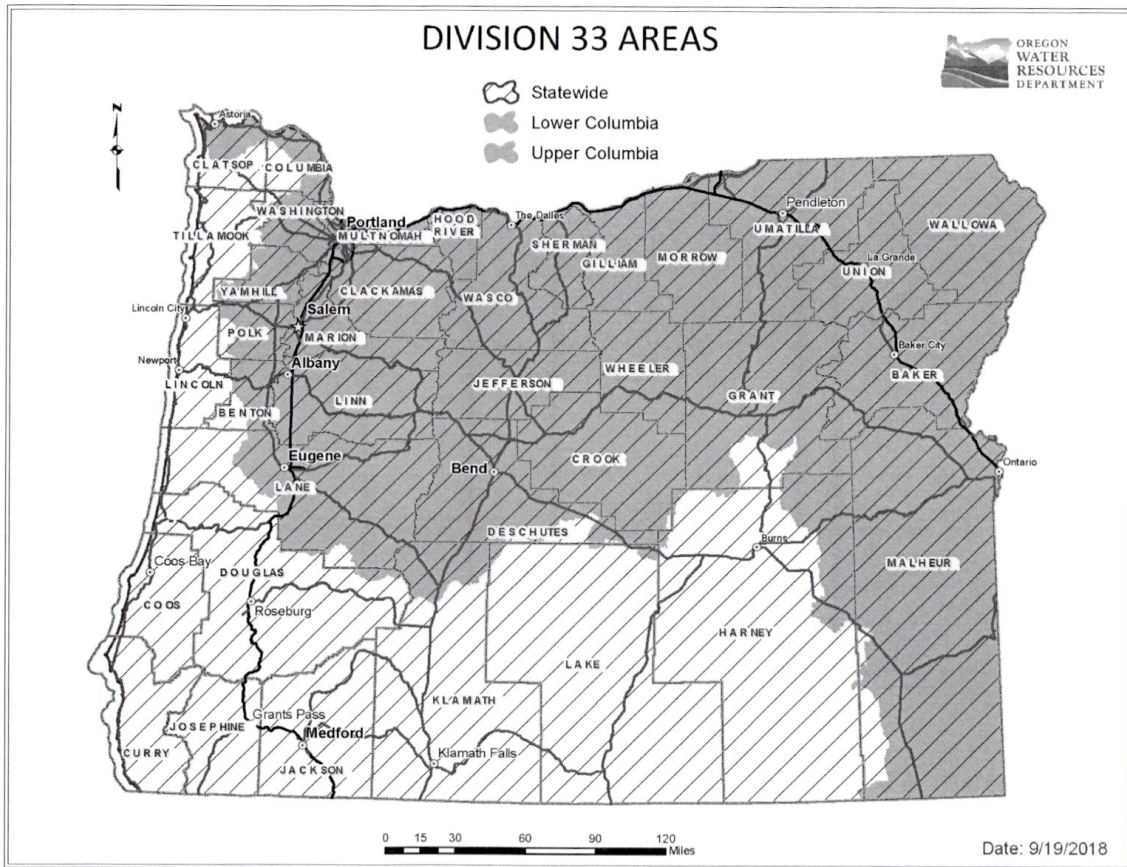 DIVISION 33 AREAS
OREGON
WATER
RESOURCES
DEPARTMENT
Statewide
Lower Columbia
Upper Columbia
N
Astoria
CLATSOP
COLUMBIA
WASHINGTON
Portland
MULTNOMAH
HOOD
RIVER
The Dalles
SHERMAN
GILLIAM
MORROW
Pendleton
UMATILLA
WALLOWA
La Grande
UNION
TILLAMOOK
YAMHILL
CLACKAMAS
WASCO
Lincoln City
Salem
POLK
MARION
Newport
Albany
LINCOLN
BENTON
LINN
JEFFERSON
WHEELER
GRANT
Baker City
BAKER
Eugene
LANE
Bend
CROOK
Ontario
DESCHUTES
Burns
MALHEUR
Coos Bay
DOUGLAS
COOS
Roseburg
HARNEY
LAKE
KLAMATH
Grants Pass
JOSEPHINE
Medford
CURRY
JACKSON
Klamath Falls
0 15 30 60 90 120
Miles
Date: 9/19/2018